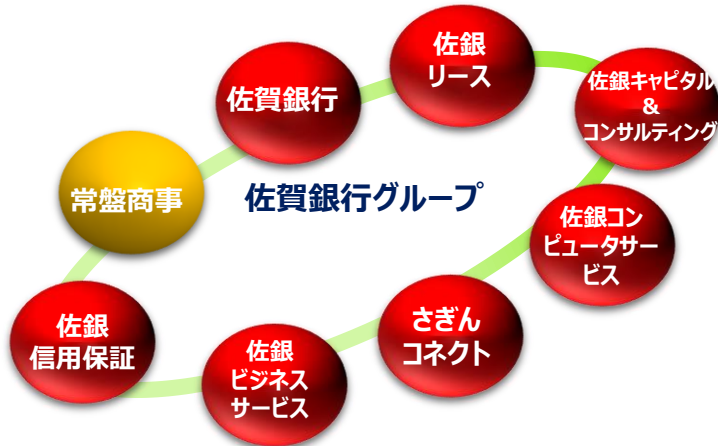 佐銀
リース
佐賀銀行
佐銀キャピタル
&
コンサルティング
常盤商事
佐賀銀行グループ
佐銀コン
ピュータサー
ビス
佐銀
信用保証
さぎん
コネクト
佐銀
ビジネス
サービス